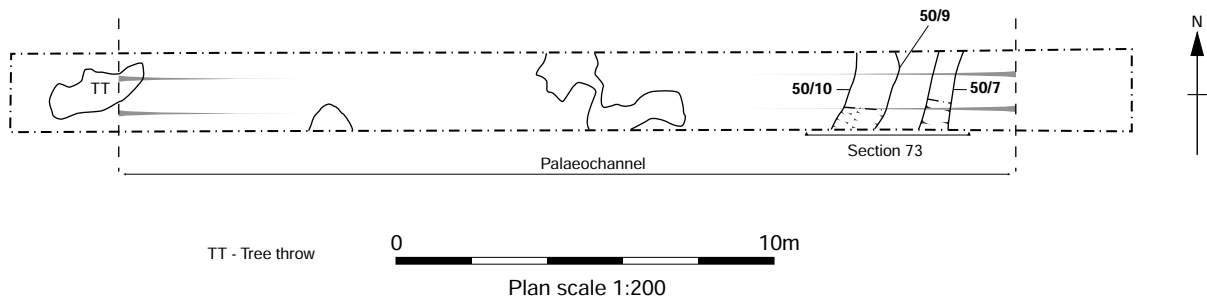 50/9
N
TT
50/10
50/7
Section 73
Palaeochannel
TT - Tree throw
0
10m
Plan scale 1:200